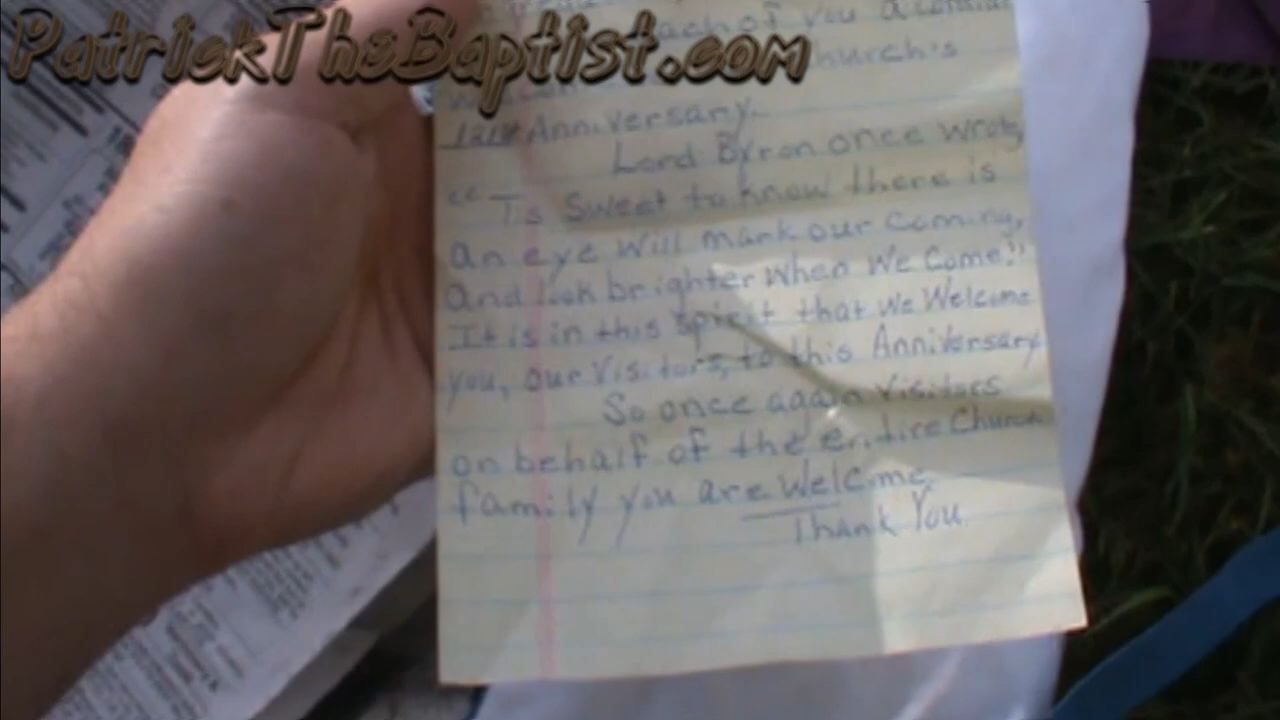 PatrickTheBaptist.com
each of you a
church's
Anniversary.
Lord Byron once wrote,
"Ts Sweet to know there is
an eye will mark our coming,
and look brighter when we come."
It is in this spirit that we Welcome
you, our Visitors, to this Anniversary
So once again Visitors
on behalf of the entire Church
family you are Welcome.
Thank You